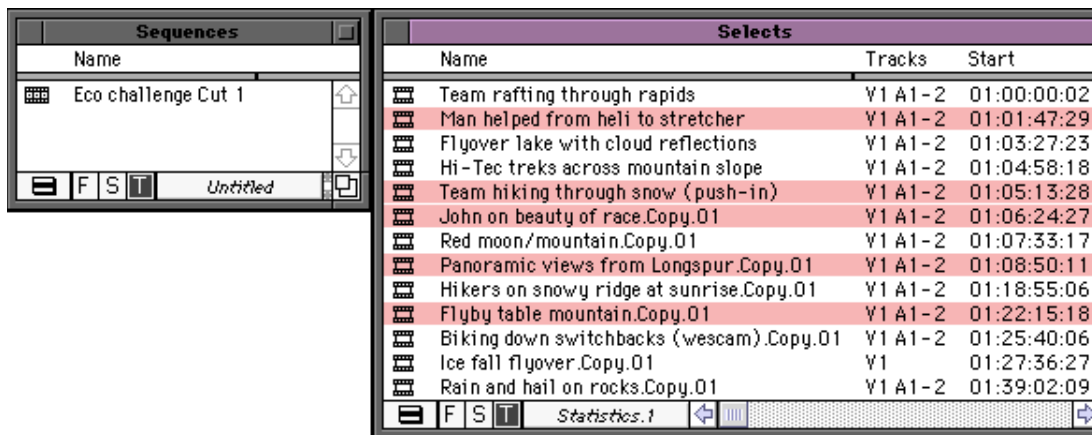 Sequences
Name
Eco challenge Cut 1
F S T Untitled
Selects
Name Tracks Start
Team rafting through rapids V1 A1-2 01:00:00:02
Man helped from heli to stretcher V1 A1-2 01:01:47:29
Flyover lake with cloud reflections V1 A1-2 01:03:27:23
Hi-Tec treks across mountain slope V1 A1-2 01:04:58:18
Team hiking through snow (push-in) V1 A1-2 01:05:13:28
John on beauty of race.Copy.01 V1 A1-2 01:06:24:27
Red moon/mountain.Copy.01 V1 A1-2 01:07:33:17
Panoramic views from Longspur.Copy.01 V1 A1-2 01:08:50:11
Hikers on snowy ridge at sunrise.Copy.01 V1 A1-2 01:18:55:06
Flyby table mountain.Copy.01 V1 A1-2 01:22:15:18
Biking down switchbacks (wescam).Copy.01 V1 A1-2 01:25:40:06
Ice fall flyover.Copy.01 V1 01:27:36:27
Rain and hail on rocks.Copy.01 V1 A1-2 01:39:02:09
F S T Statistics.1